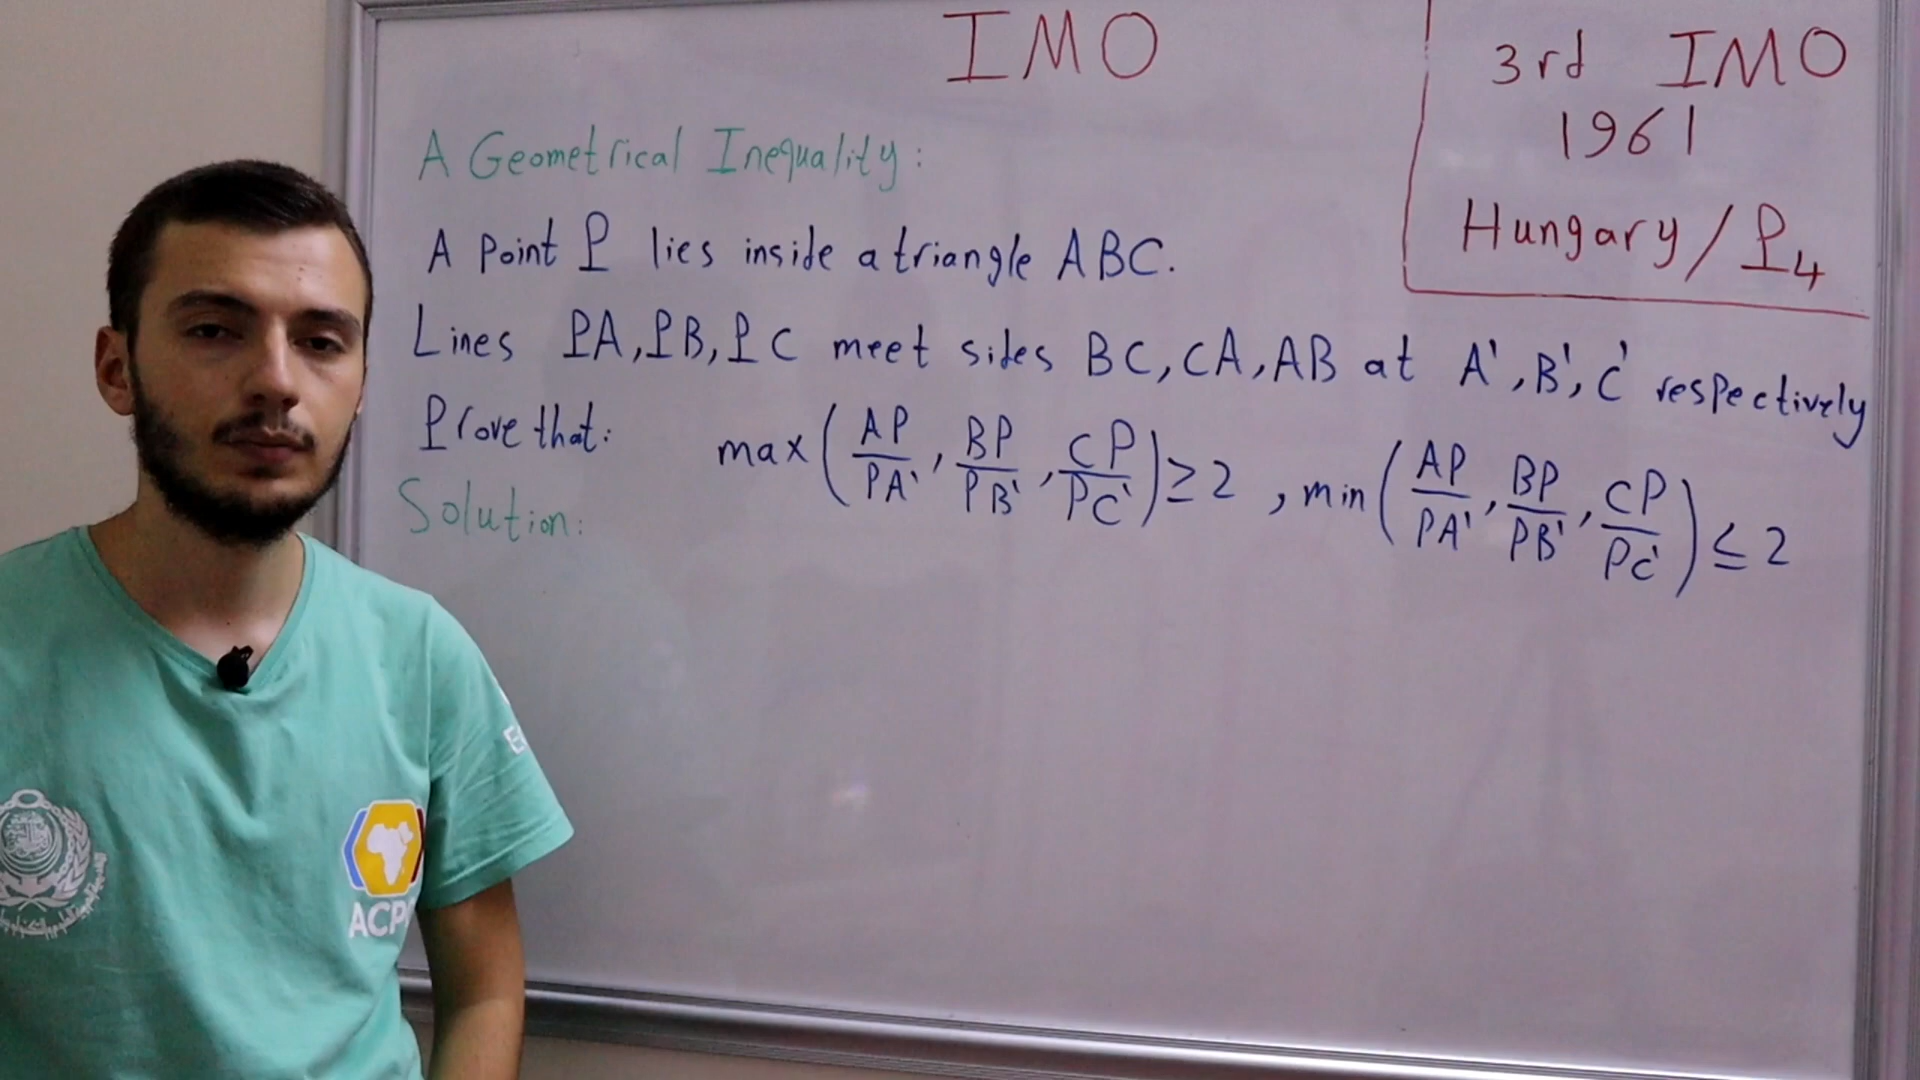 IMO
3rd IMO
1961
Hungary / P4
A Geometrical Inequality:
A Point P lies inside a triangle ABC.
Lines PA, PB, PC meet sides BC, CA, AB at A', B', C' respectively
Prove that: max(AP/PA', BP/PB', CP/PC') ≥ 2 , min(AP/PA', BP/PB', CP/PC') ≤ 2
Solution:
ACP